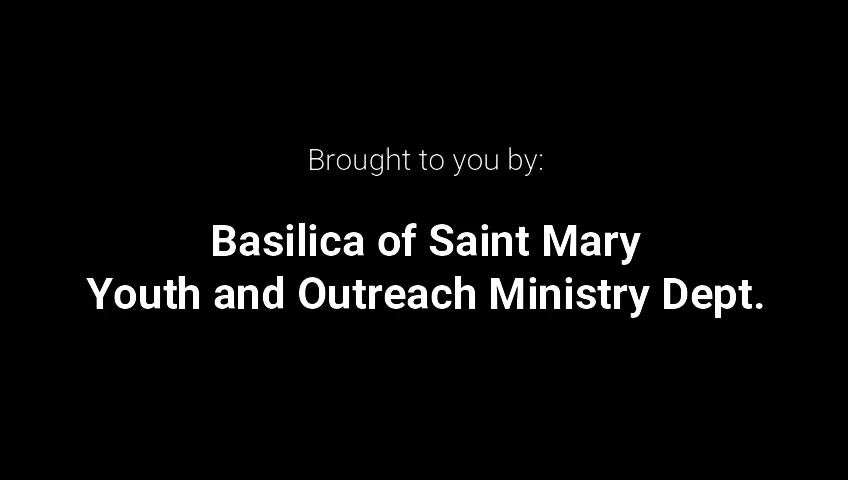 Brought to you by:
Basilica of Saint Mary
Youth and Outreach Ministry Dept.